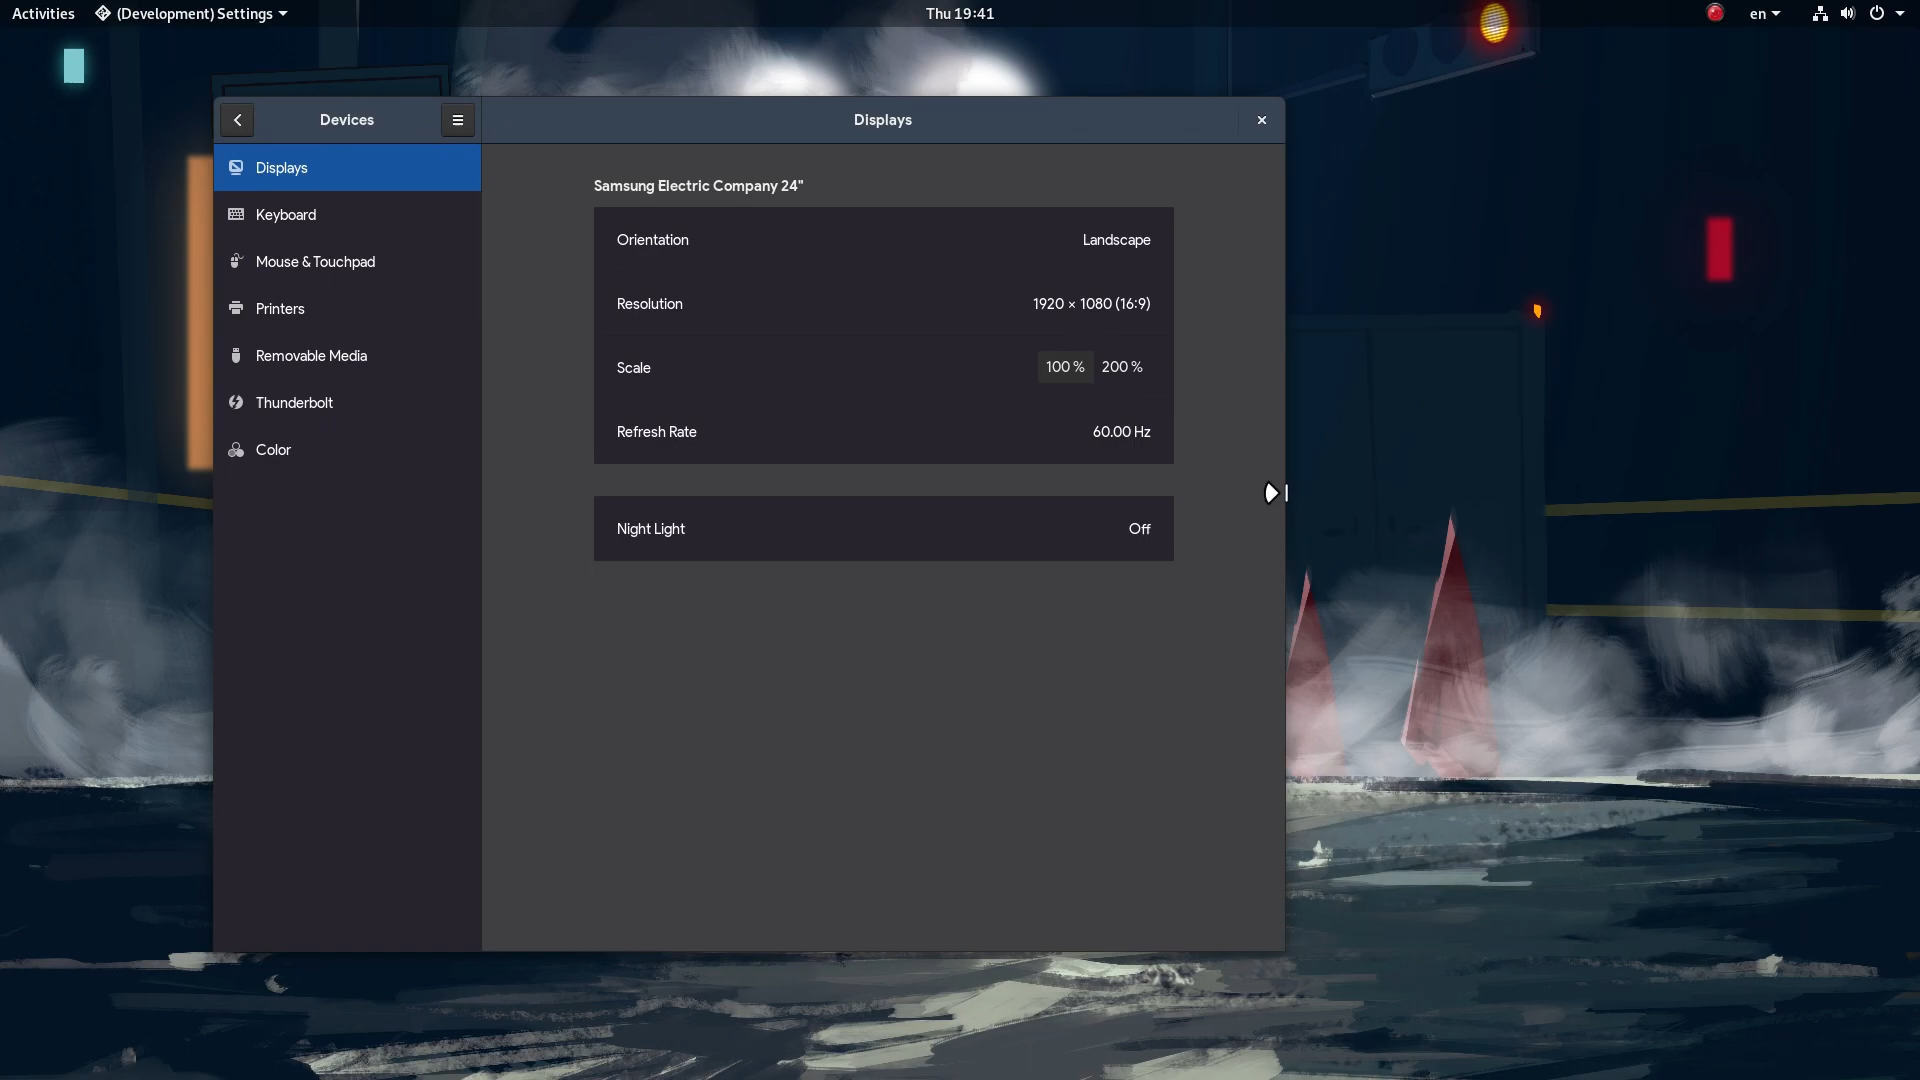 Activities (Development) Settings Thu 19:41 en
Devices Displays
Displays
Keyboard
Mouse & Touchpad
Printers
Removable Media
Thunderbolt
Color
Samsung Electric Company 24"
Orientation Landscape
Resolution 1920 × 1080 (16:9)
Scale 100 % 200 %
Refresh Rate 60.00 Hz
Night Light Off